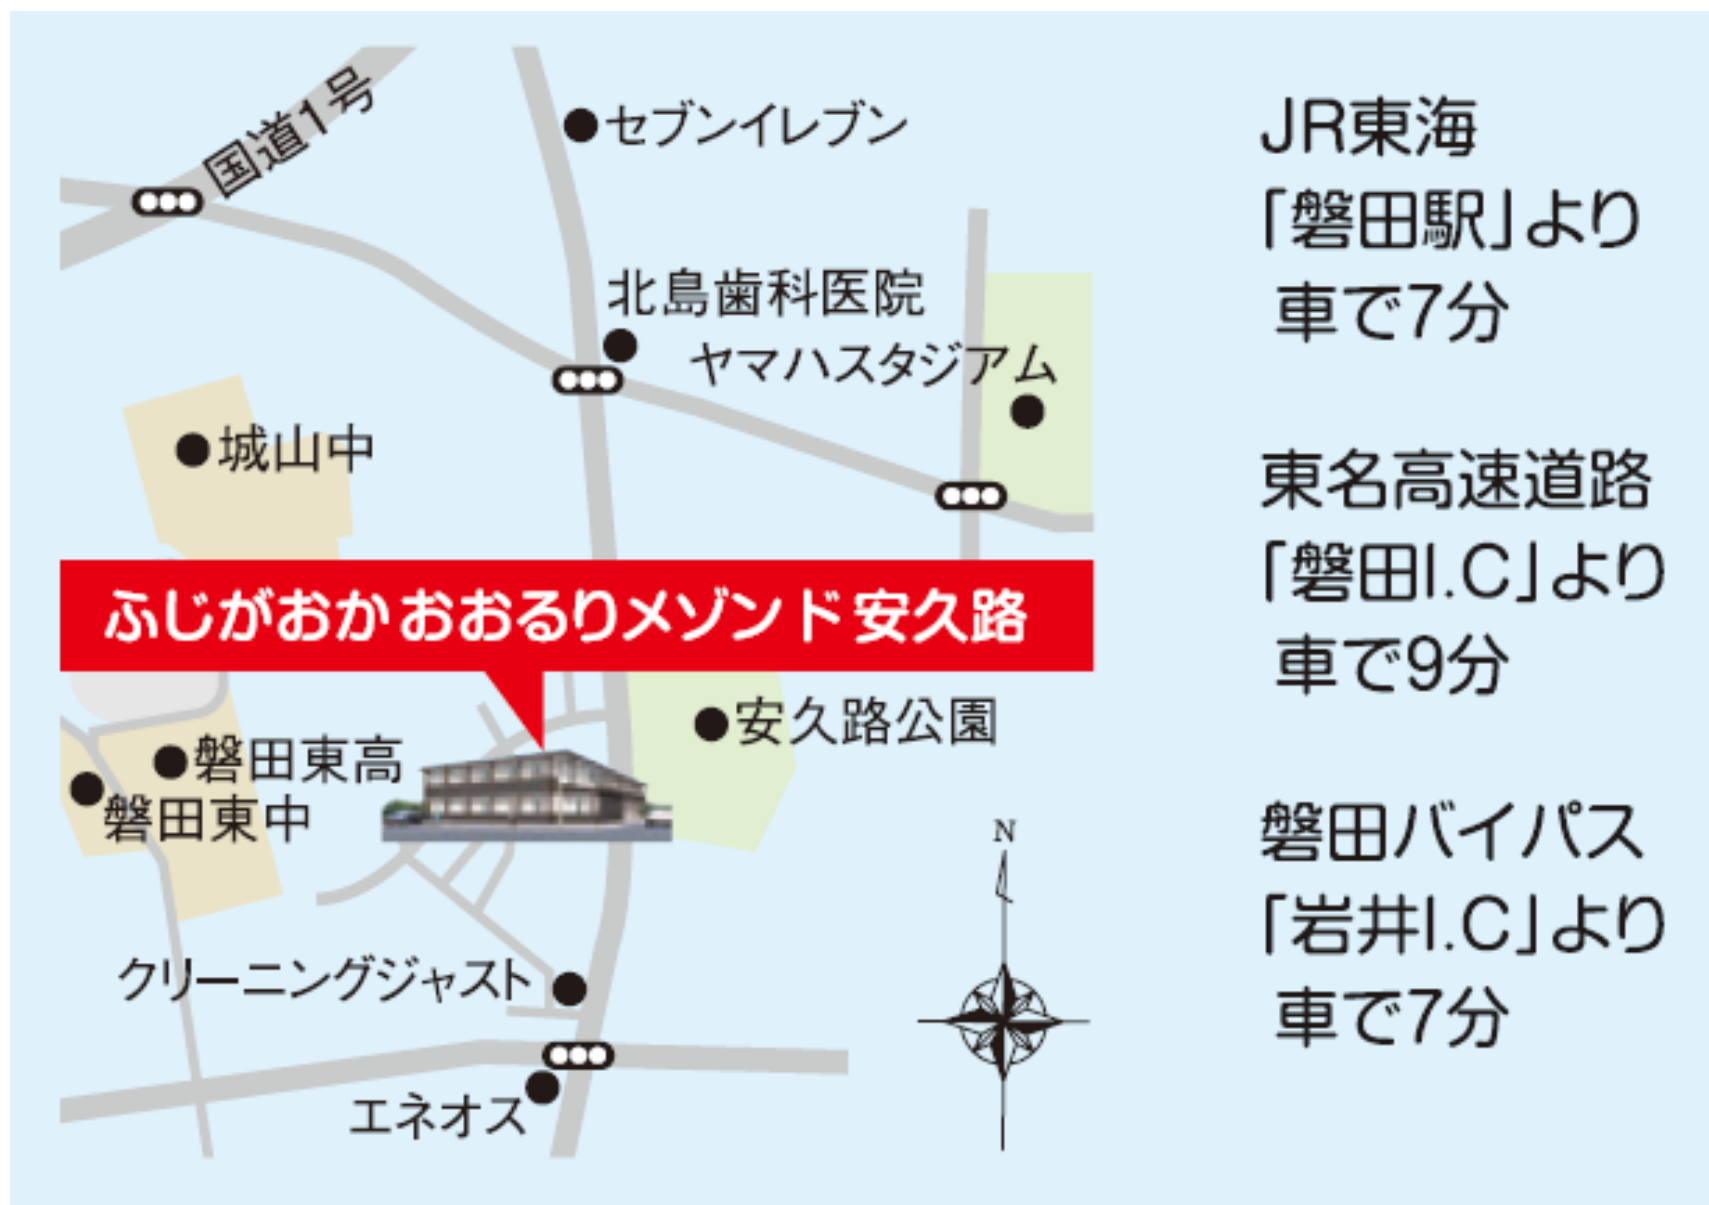 国道1号
セブンイレブン
北島歯科医院
ヤマハスタジアム
城山中
ふじがおか おおるりメゾンド 安久路
安久路公園
磐田東高
磐田東中
クリーニングジャスト
エネオス
N
JR東海
「磐田駅」より
車で7分
東名高速道路
「磐田I.C」より
車で9分
磐田バイパス
「岩井I.C」より
車で7分